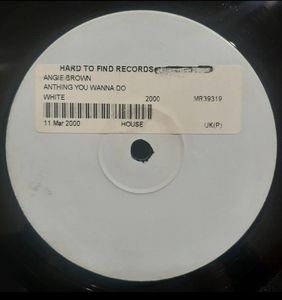 HARD TO FIND RECORDS
ANGIE BROWN
ANTHING YOU WANNA DO
WHITE 2000 MR39319
11 Mar 2000 HOUSE UK(P)